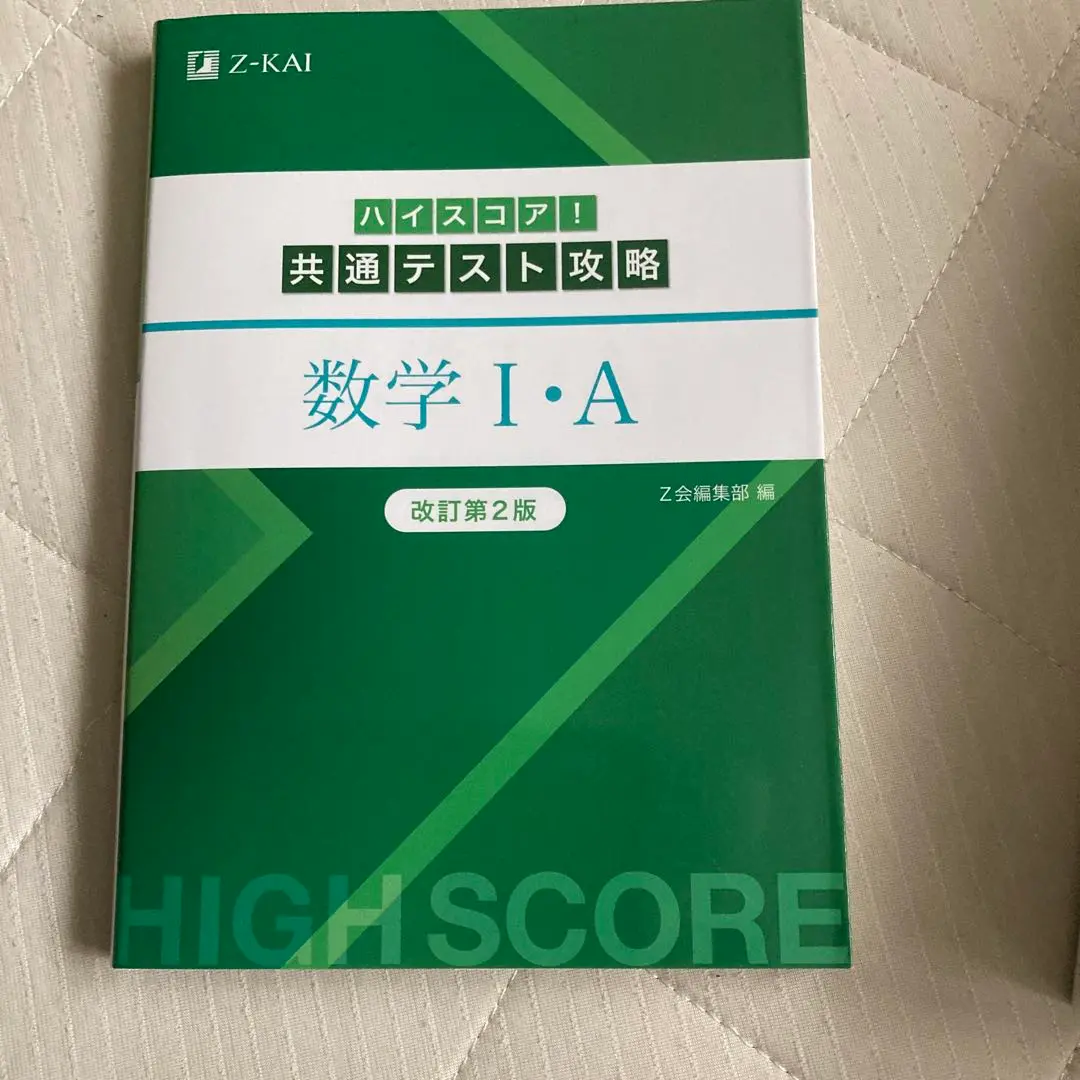 Z-KAI
ハイスコア！
共通テスト攻略
数学 I・A
Z会編集部 編
改訂第2版
HIGH SCORE